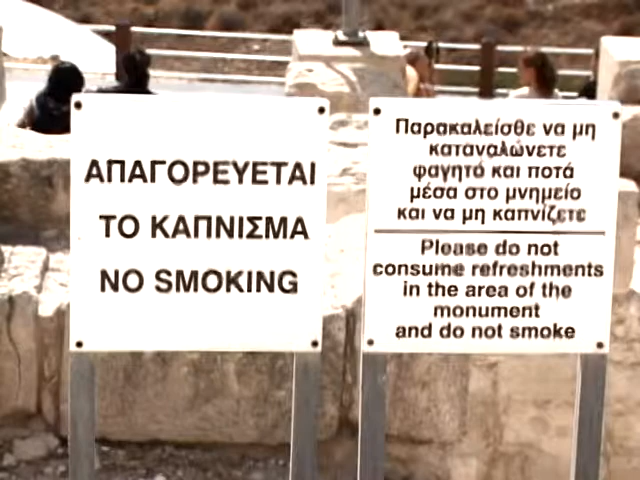 ΑΠΑΓΟΡΕΥΕΤΑΙ
ΤΟ ΚΑΠΝΙΣΜΑ
NO SMOKING
Παρακαλείσθε να μη
καταναλώνετε
φαγητό και ποτά
μέσα στο μνημείο
και να μη καπνίζετε
Please do not
consume refreshments
in the area of the
monument
and do not smoke